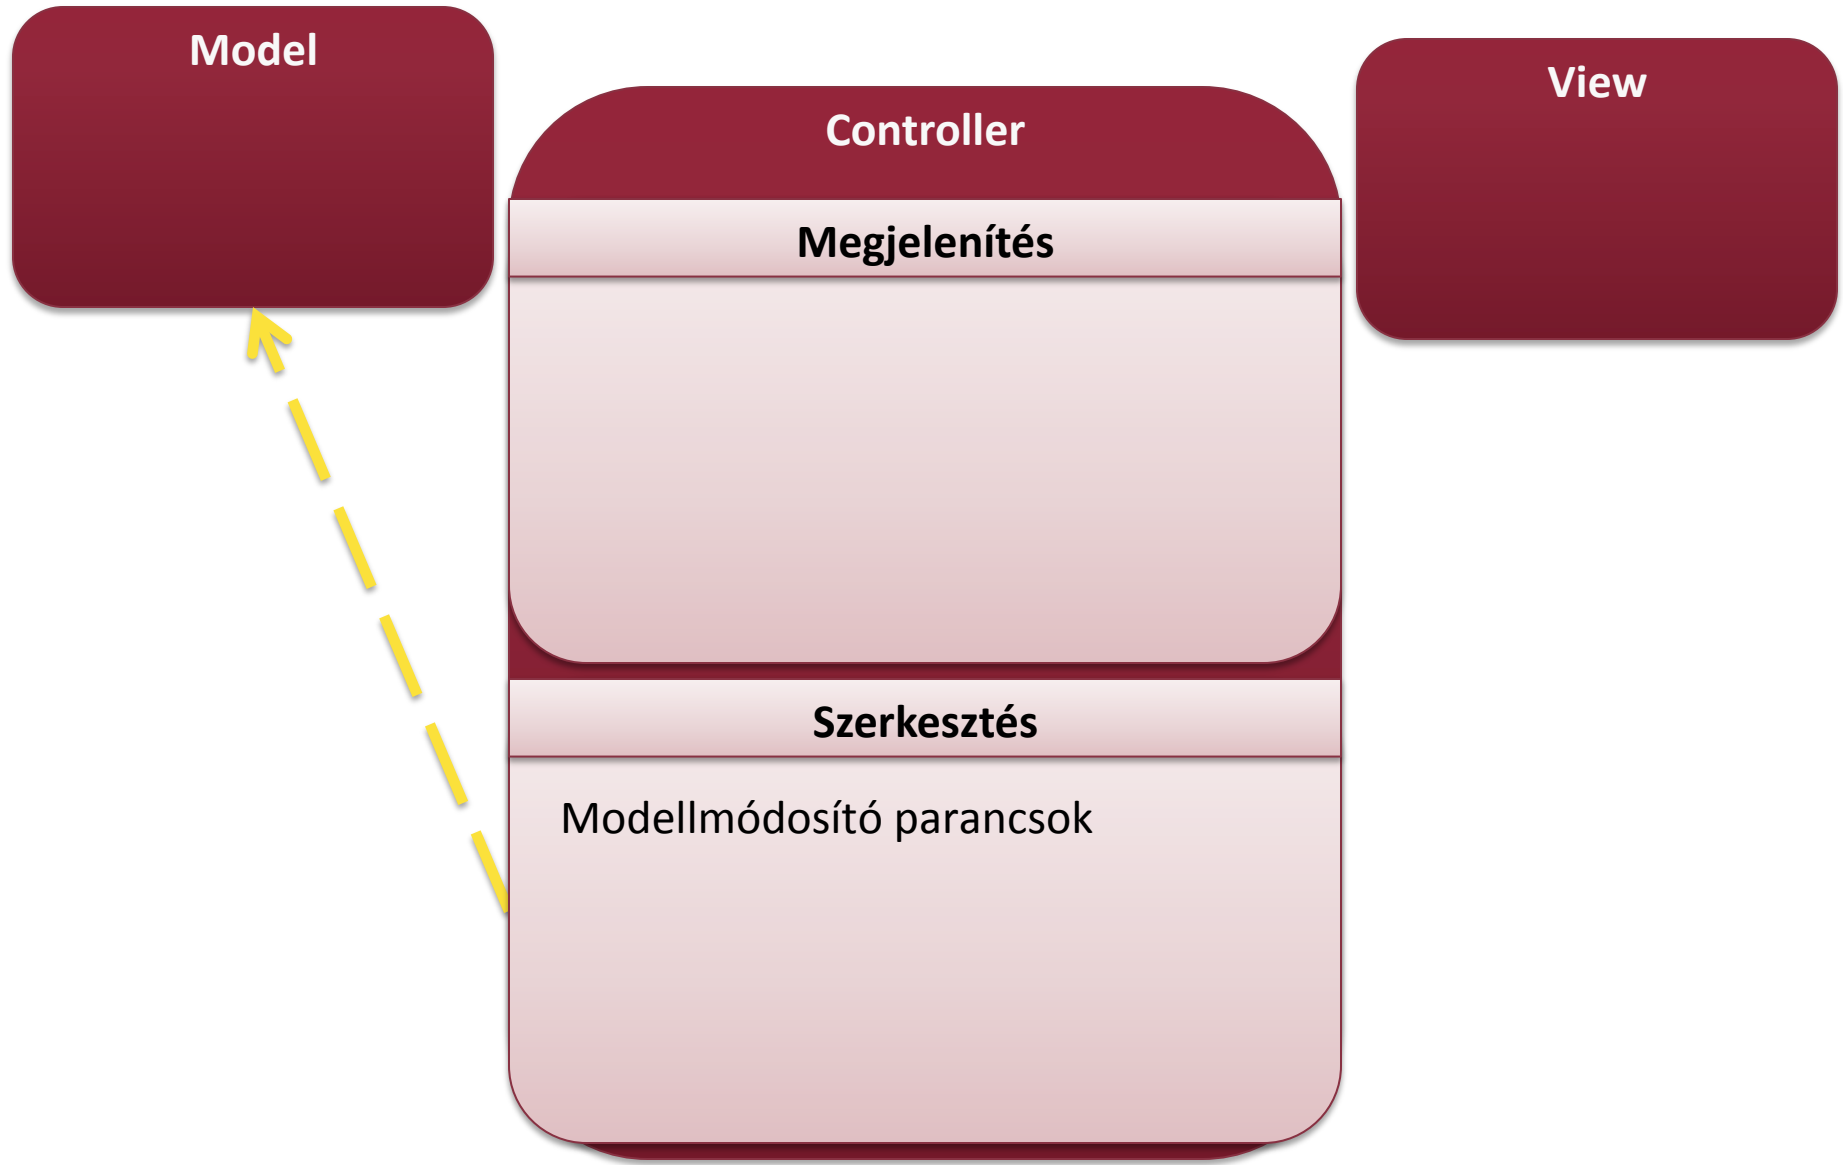 Model
View
Controller
Megjelenítés
Szerkesztés
Modellmódosító parancsok